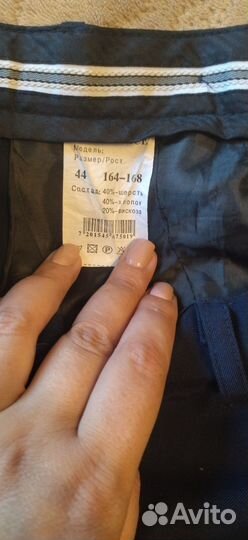 Модель:
Размер/Рост.
44 164-168
Состав: 40%-шерсть
40%-хлопок
20%-вискоза
Avito